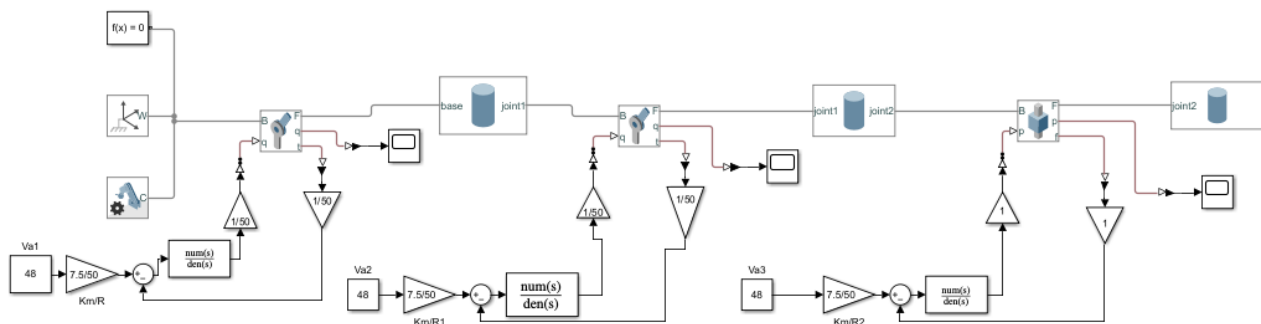 f(x) = 0
W
C
B
F
q
q
t
base
joint1
B
F
q
q
t
joint1
joint2
B
F
p
p
f
joint2
1/50
1/50
1/50
1/50
1
1
Va1
48
7.5/50
Km/R
+
-
num(s)
den(s)
Va2
48
7.5/50
Km/R1
+
-
num(s)
den(s)
Va3
48
7.5/50
Km/R2
+
-
num(s)
den(s)